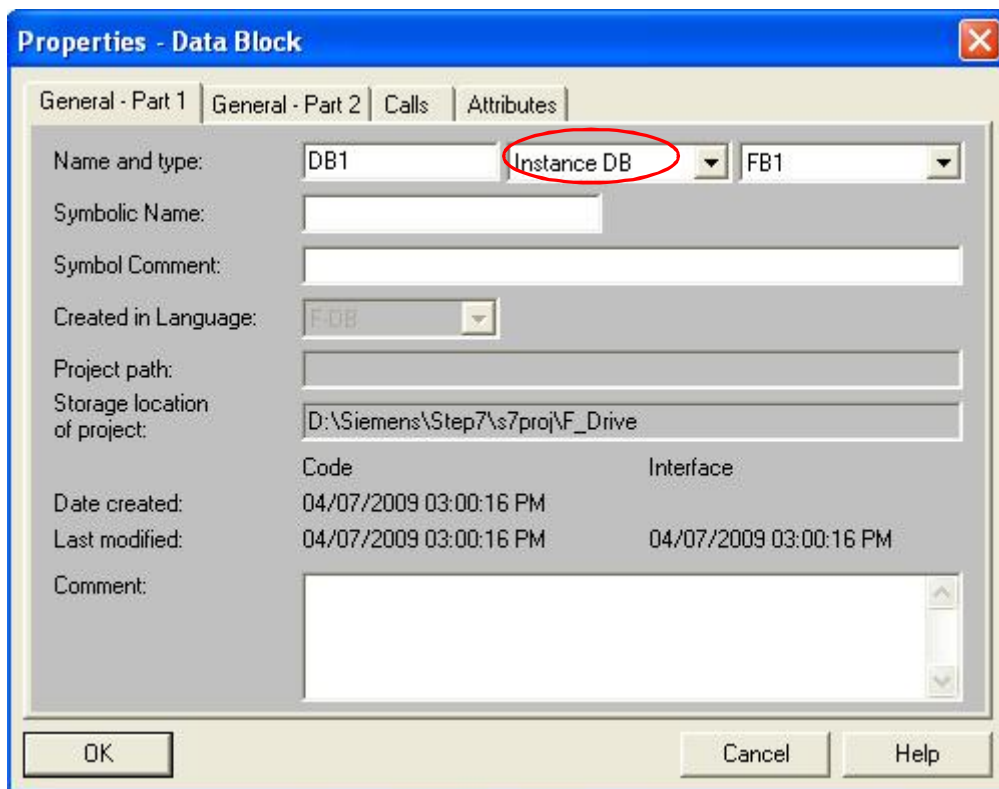 Properties - Data Block
General - Part 1 General - Part 2 Calls Attributes
Name and type: DB1 Instance DB FB1
Symbolic Name:
Symbol Comment:
Created in Language: F-DB
Project path:
Storage location
of project: D:\Siemens\Step7\s7proj\F_Drive
Code Interface
Date created: 04/07/2009 03:00:16 PM
Last modified: 04/07/2009 03:00:16 PM 04/07/2009 03:00:16 PM
Comment:
OK Cancel Help